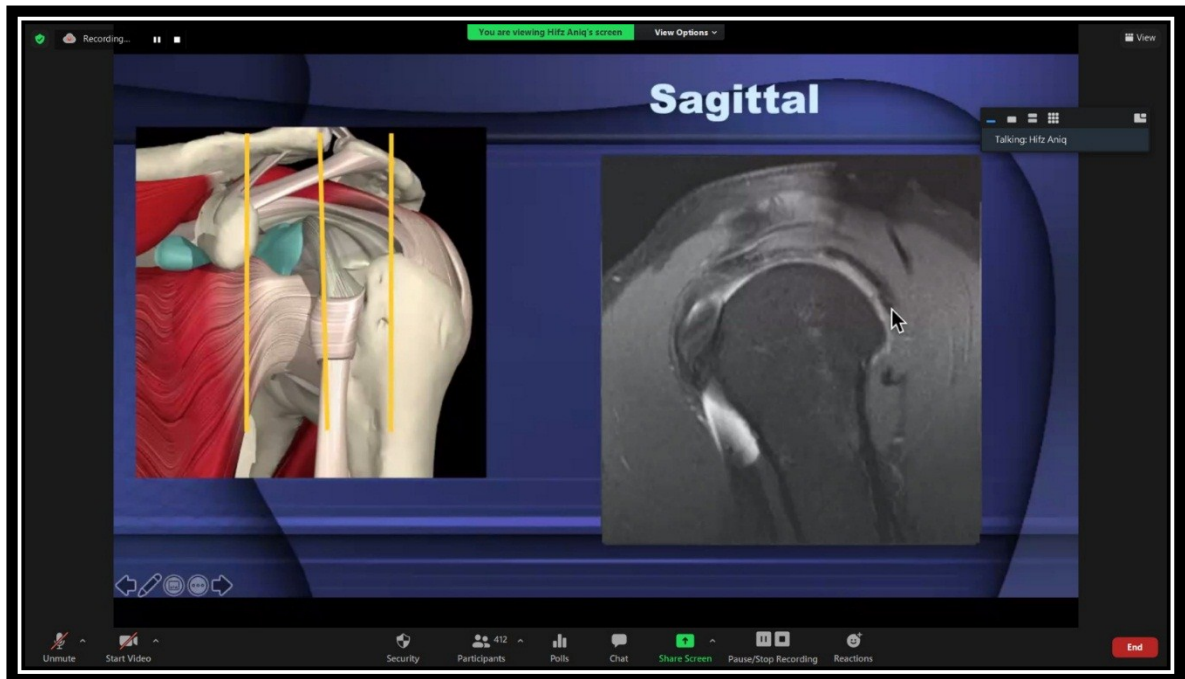 Recording...
You are viewing Hifz Aniq's screen
View Options
View
Sagittal
Talking: Hifz Aniq
Unmute
Start Video
Security
412
Participants
Polls
Chat
Share Screen
Pause/Stop Recording
Reactions
End